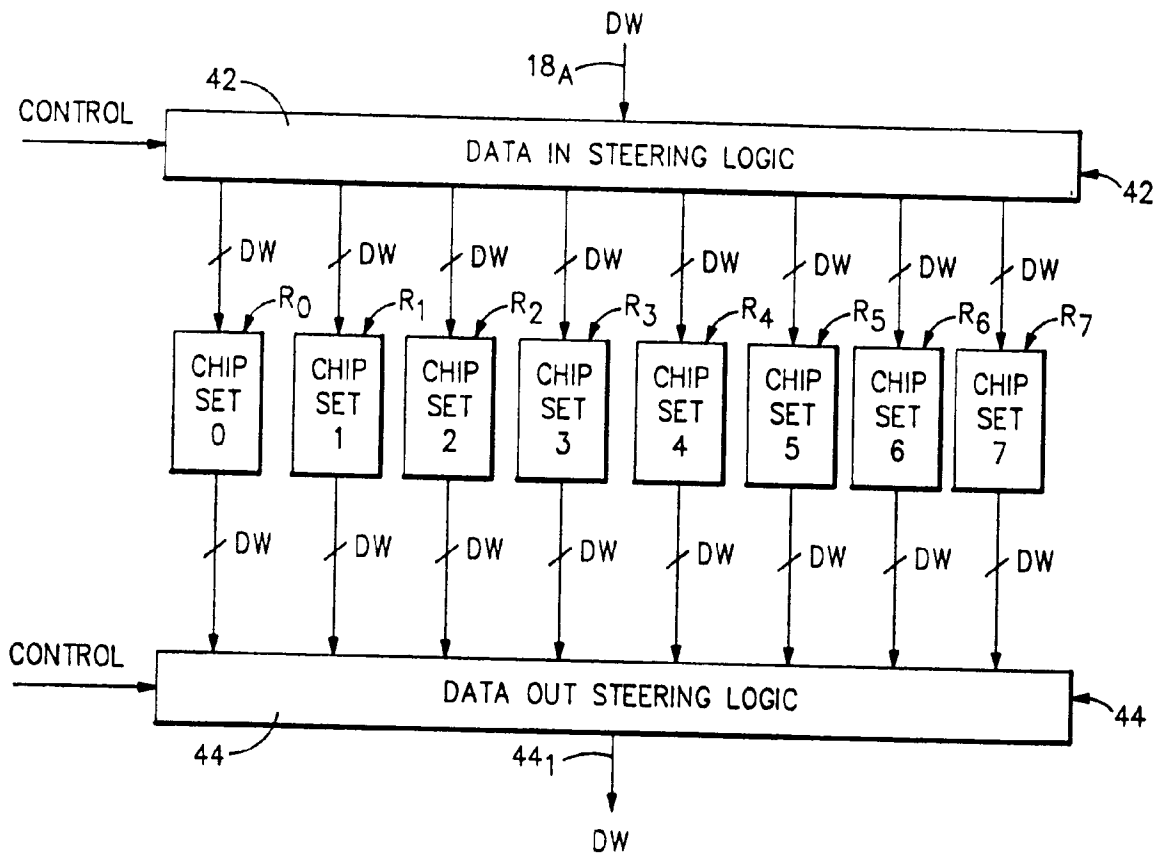 DW
18A
42
CONTROL
DATA IN STEERING LOGIC
42
DW DW DW DW DW DW DW DW
R0 R1 R2 R3 R4 R5 R6 R7
CHIP SET 0
CHIP SET 1
CHIP SET 2
CHIP SET 3
CHIP SET 4
CHIP SET 5
CHIP SET 6
CHIP SET 7
DW DW DW DW DW DW DW DW
CONTROL
DATA OUT STEERING LOGIC
44
44
441
DW